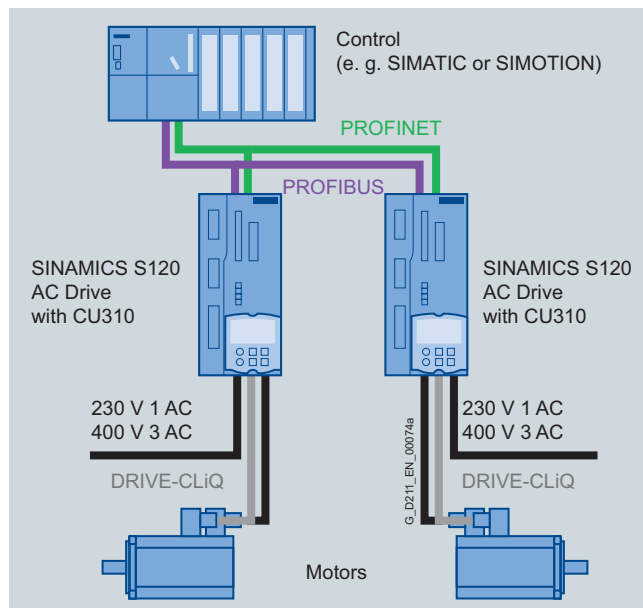 Control
(e. g. SIMATIC or SIMOTION)
PROFINET
PROFIBUS
SINAMICS S120
AC Drive
with CU310
SINAMICS S120
AC Drive
with CU310
230 V 1 AC
400 V 3 AC
230 V 1 AC
400 V 3 AC
G_D211_EN_00074a
DRIVE-CLiQ
DRIVE-CLiQ
Motors